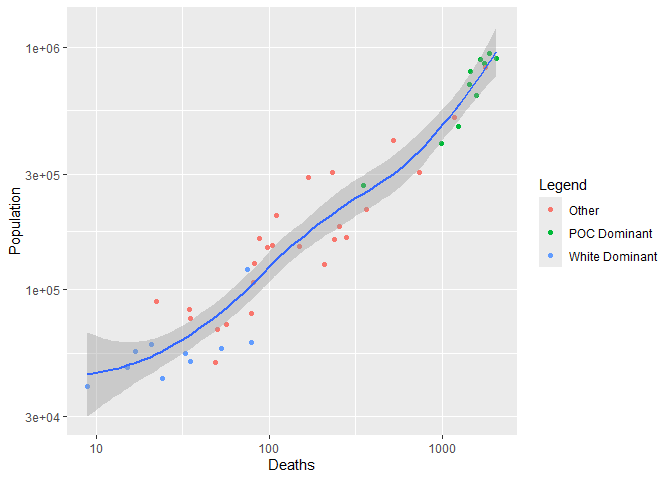 1e+06
3e+05
1e+05
3e+04
Population
10
100
1000
Deaths
Legend
Other
POC Dominant
White Dominant